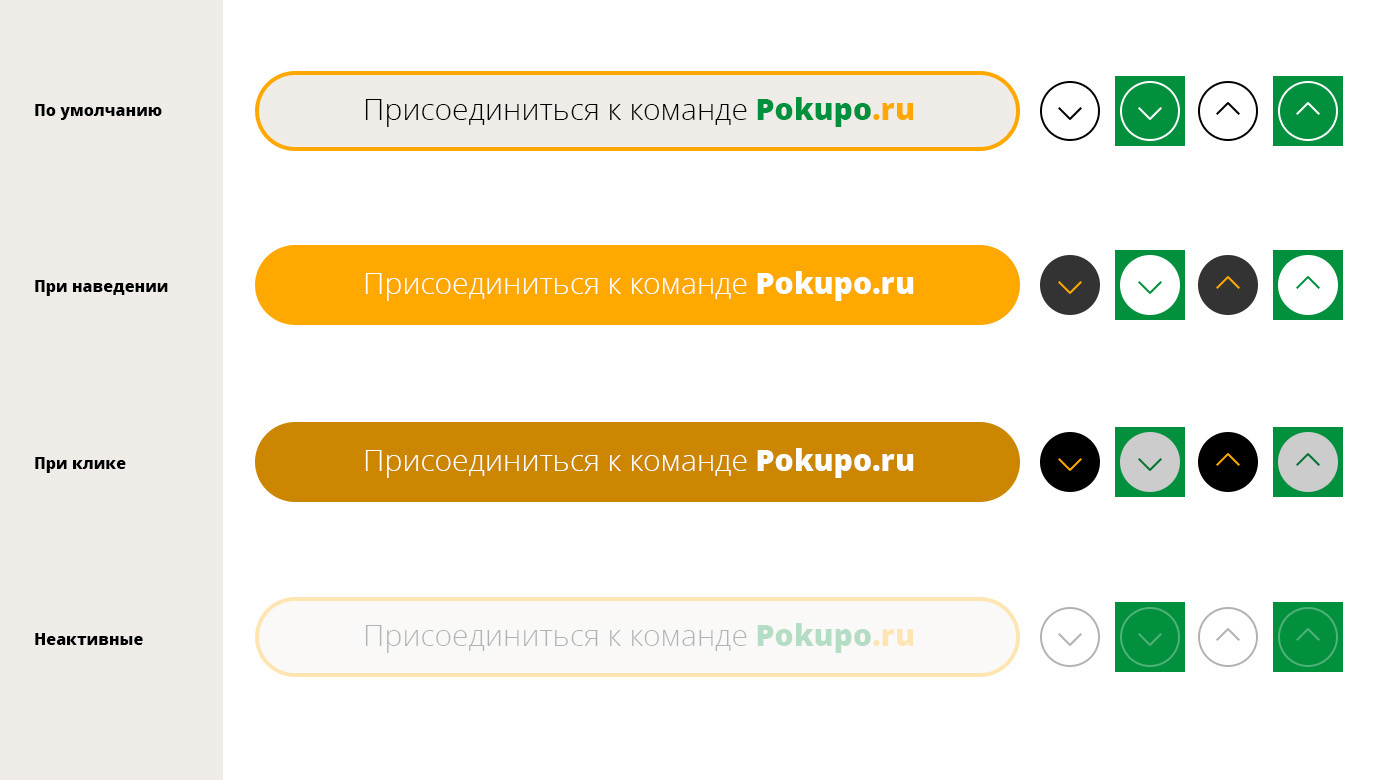 По умолчанию
Присоединиться к команде Pokupo.ru
При наведении
Присоединиться к команде Pokupo.ru
При клике
Присоединиться к команде Pokupo.ru
Неактивные
Присоединиться к команде Pokupo.ru